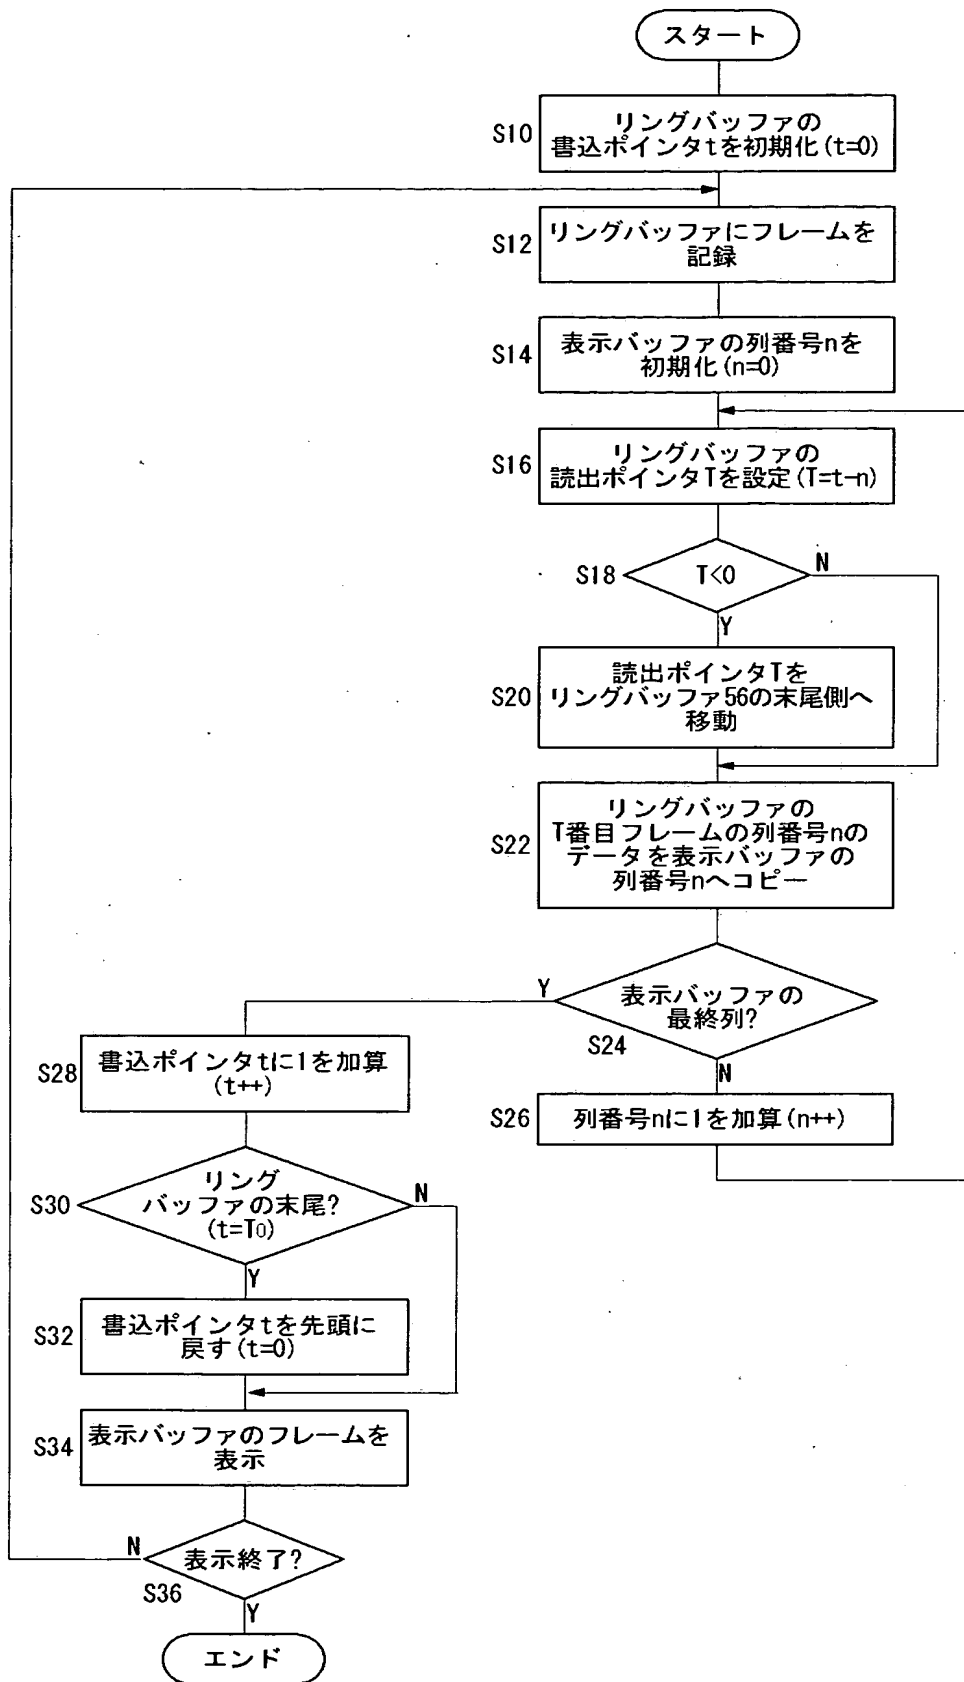 スタート
S10
リングバッファの
書込ポインタtを初期化(t=0)
S12
リングバッファにフレームを
記録
S14
表示バッファの列番号nを
初期化(n=0)
S16
リングバッファの
読出ポインタTを設定(T=t-n)
S18
T<0
N
Y
S20
読出ポインタTを
リングバッファ56の末尾側へ
移動
S22
リングバッファの
T番目フレームの列番号nの
データを表示バッファの
列番号nへコピー
Y
表示バッファの
最終列?
S24
N
S26
列番号nに1を加算(n++)
S28
書込ポインタtに1を加算
(t++)
S30
リング
バッファの末尾?
(t=T0)
N
Y
S32
書込ポインタtを先頭に
戻す(t=0)
S34
表示バッファのフレームを
表示
N
表示終了?
S36
Y
エンド